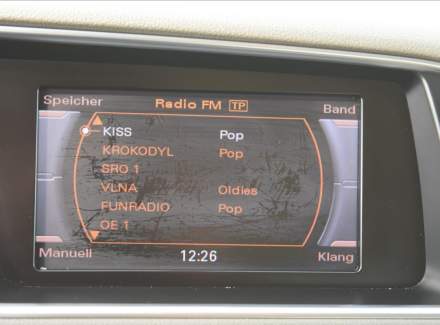 Speicher Radio FM TP Band
KISS Pop
KROKODYL Pop
SRO 1
VLNA Oldies
FUNRADIO Pop
OE 1
Manuell 12:26 Klang